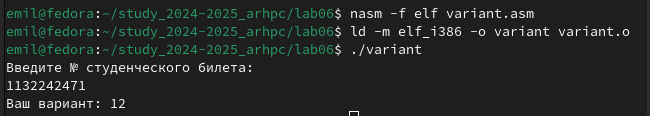 emil@fedora:~/study_2024-2025_arhpc/lab06$ nasm -f elf variant.asm
emil@fedora:~/study_2024-2025_arhpc/lab06$ ld -m elf_i386 -o variant variant.o
emil@fedora:~/study_2024-2025_arhpc/lab06$ ./variant
Введите № студенческого билета:
1132242471
Ваш вариант: 12